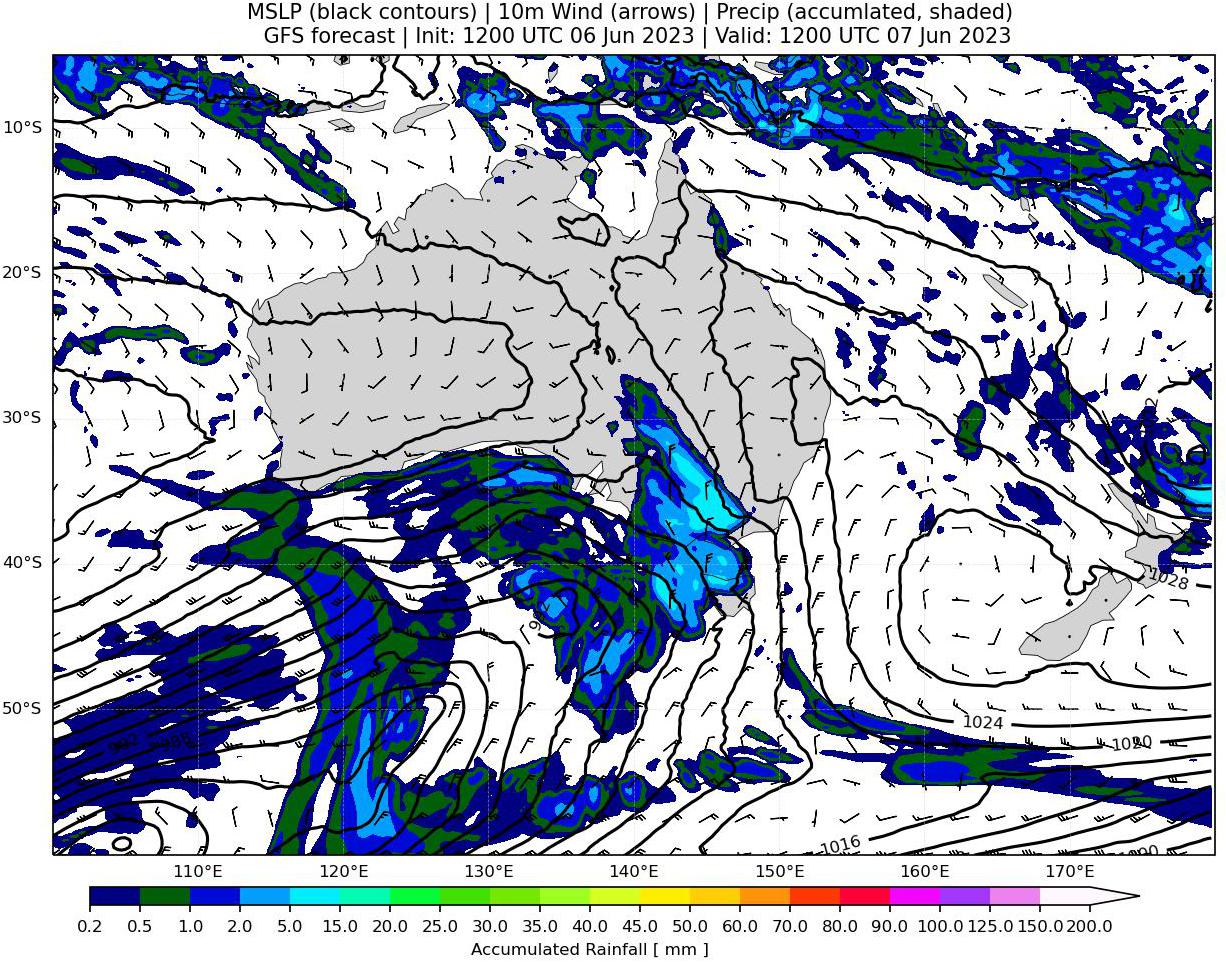 MSLP (black contours) | 10m Wind (arrows) | Precip (accumlated, shaded)
GFS forecast | Init: 1200 UTC 06 Jun 2023 | Valid: 1200 UTC 07 Jun 2023
10°S
20°S
30°S
40°S
1028
50°S
1024
992 988
1020
1016
110°E 120°E 130°E 140°E 150°E 160°E 170°E
0.2 0.5 1.0 2.0 5.0 10.0 15.0 20.0 25.0 30.0 35.0 40.0 45.0 50.0 60.0 70.0 80.0 90.0 100.0 125.0 150.0 200.0
Accumulated Rainfall [ mm ]